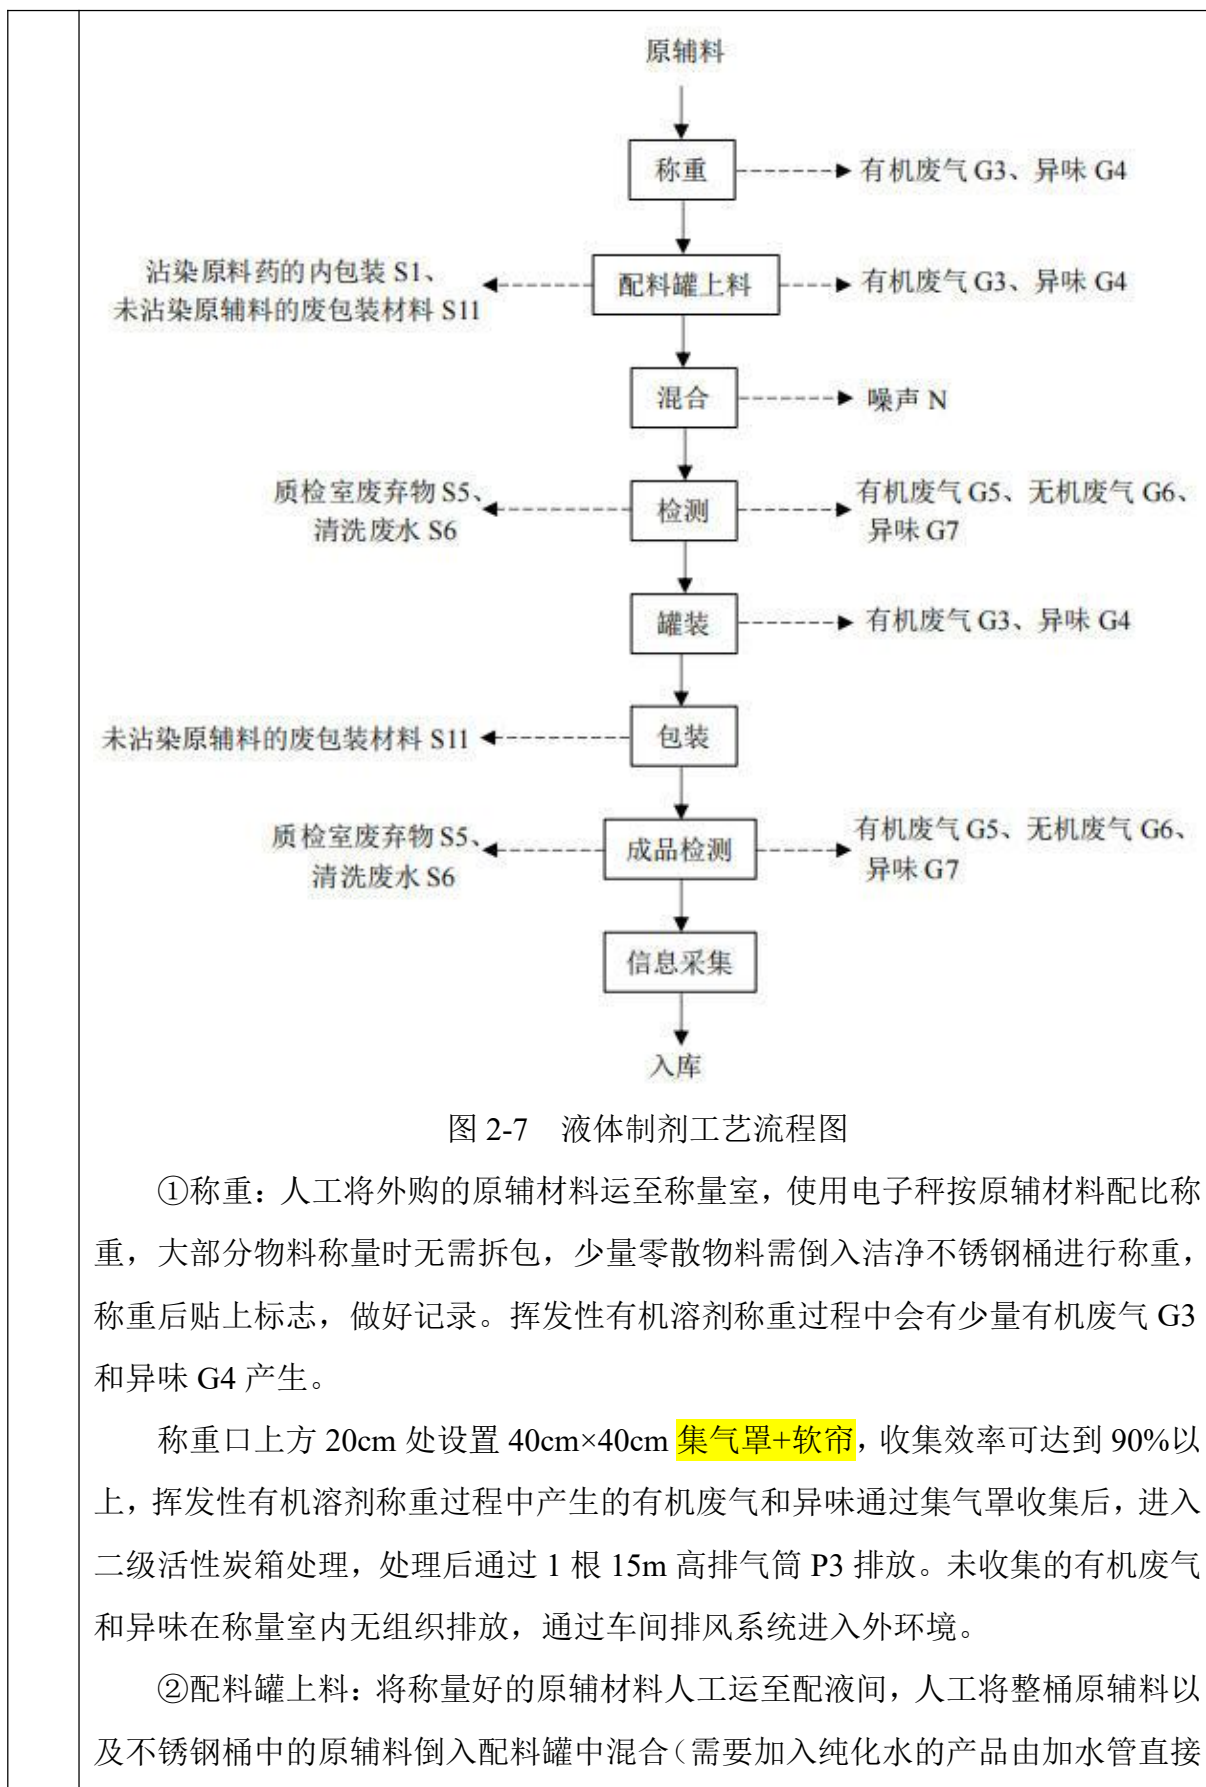 原辅料
称重
有机废气 G3、异味 G4
沾染原料药的内包装 S1、
未沾染原辅料的废包装材料 S11
配料罐上料
有机废气 G3、异味 G4
混合
噪声 N
质检室废弃物 S5、
清洗废水 S6
检测
有机废气 G5、无机废气 G6、
异味 G7
罐装
有机废气 G3、异味 G4
未沾染原辅料的废包装材料 S11
包装
质检室废弃物 S5、
清洗废水 S6
成品检测
有机废气 G5、无机废气 G6、
异味 G7
信息采集
入库
图 2-7 液体制剂工艺流程图
①称重：人工将外购的原辅材料运至称量室，使用电子秤按原辅材料配比称
重，大部分物料称量时无需拆包，少量零散物料需倒入洁净不锈钢桶进行称重，
称重后贴上标志，做好记录。挥发性有机溶剂称重过程中会有少量有机废气 G3
和异味 G4 产生。
称重口上方 20cm 处设置 40cm×40cm 集气罩+软帘，收集效率可达到 90%以
上，挥发性有机溶剂称重过程中产生的有机废气和异味通过集气罩收集后，进入
二级活性炭箱处理，处理后通过 1 根 15m 高排气筒 P3 排放。未收集的有机废气
和异味在称量室内无组织排放，通过车间排风系统进入外环境。
②配料罐上料：将称量好的原辅材料人工运至配液间，人工将整桶原辅料以
及不锈钢桶中的原辅料倒入配料罐中混合（需要加入纯化水的产品由加水管直接